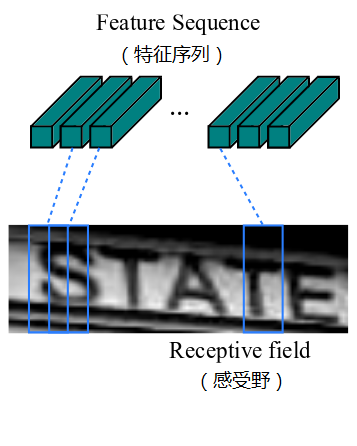 Feature Sequence
（特征序列）
...
STATE
Receptive field
（感受野）